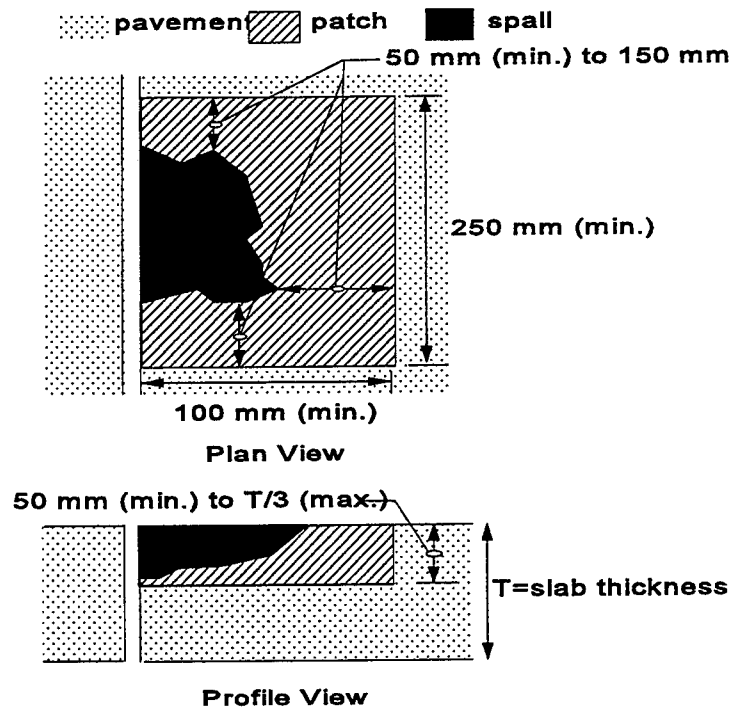 pavement patch spall
50 mm (min.) to 150 mm
250 mm (min.)
100 mm (min.)
Plan View
50 mm (min.) to T/3 (max.)
T=slab thickness
Profile View